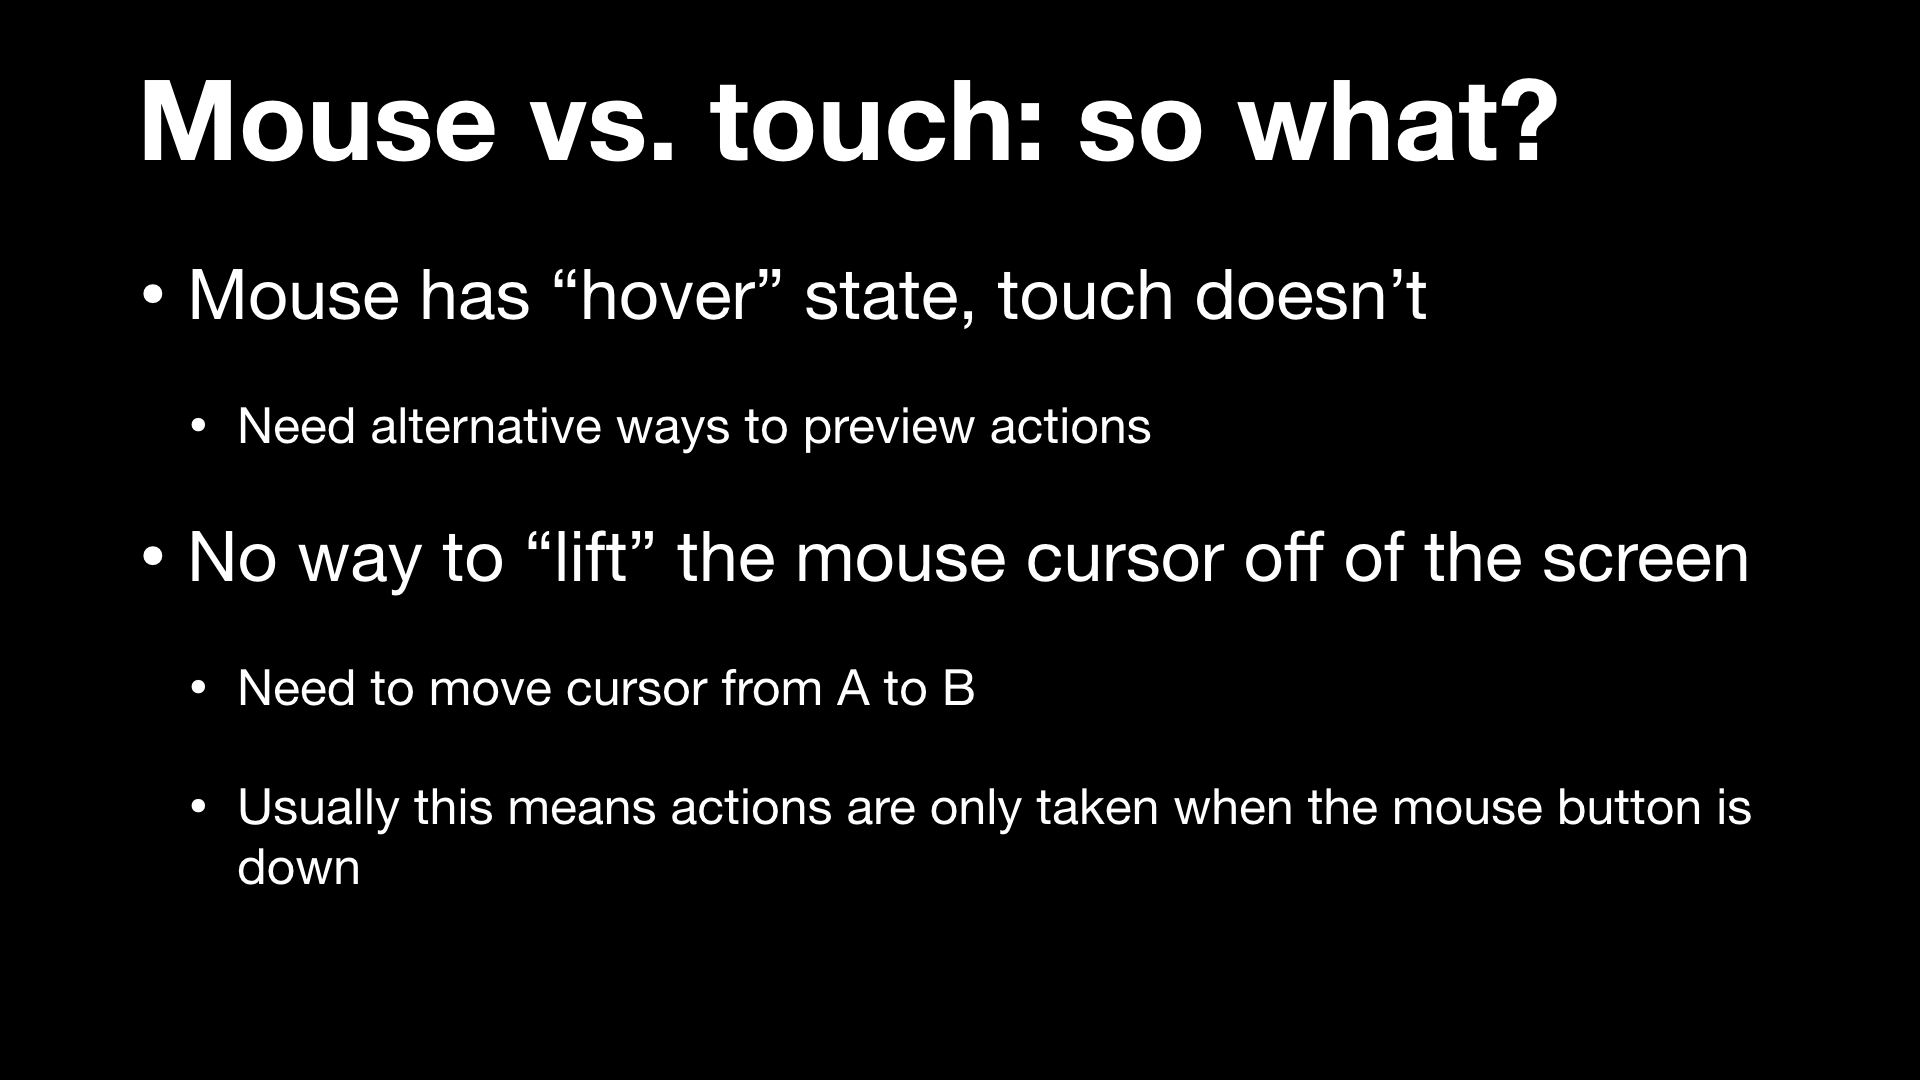 Mouse vs. touch: so what?
• Mouse has “hover” state, touch doesn’t
• Need alternative ways to preview actions
• No way to “lift” the mouse cursor off of the screen
• Need to move cursor from A to B
• Usually this means actions are only taken when the mouse button is
down